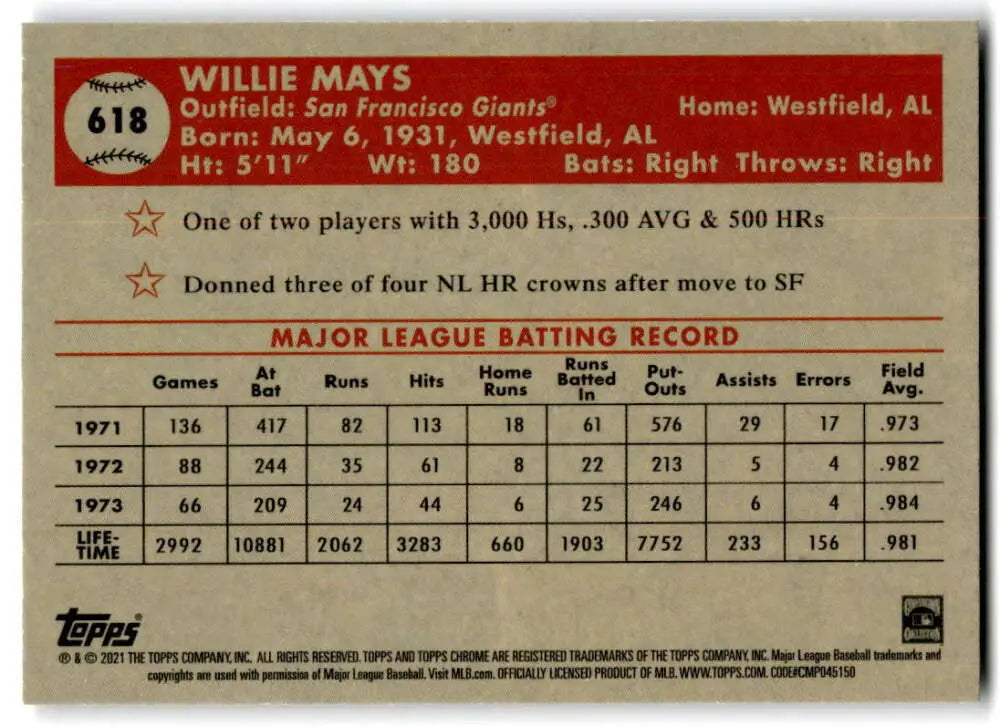 618
WILLIE MAYS
Outfield: San Francisco Giants®
Home: Westfield, AL
Born: May 6, 1931, Westfield, AL
Ht: 5'11" Wt: 180 Bats: Right Throws: Right
One of two players with 3,000 Hs, .300 AVG & 500 HRs
Donned three of four NL HR crowns after move to SF
MAJOR LEAGUE BATTING RECORD
Games At Bat Runs Hits Home Runs Runs Batted In Put-Outs Assists Errors Field Avg.
1971 136 417 82 113 18 61 576 29 17 .973
1972 88 244 35 61 8 22 213 5 4 .982
1973 66 209 24 44 6 25 246 6 4 .984
LIFE-TIME 2992 10881 2062 3283 660 1903 7752 233 156 .981
TOPPS®
® & © 2021 THE TOPPS COMPANY, INC. ALL RIGHTS RESERVED. TOPPS AND TOPPS CHROME ARE REGISTERED TRADEMARKS OF THE TOPPS COMPANY, INC. Major League Baseball trademarks and
copyrights are used with permission of Major League Baseball. Visit MLB.com. OFFICIALLY LICENSED PRODUCT OF MLB. WWW.TOPPS.COM. CODE#CMP045150